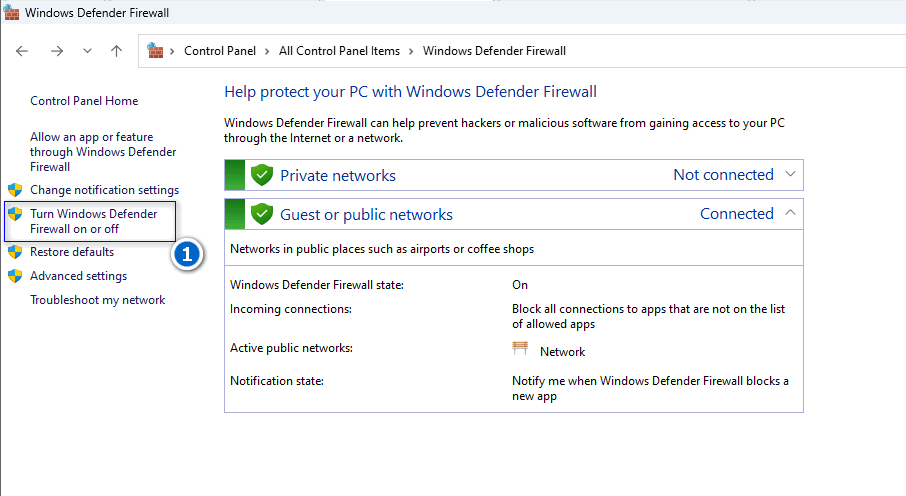 Windows Defender Firewall
Control Panel > All Control Panel Items > Windows Defender Firewall
Control Panel Home
Allow an app or feature
through Windows Defender
Firewall
Change notification settings
Turn Windows Defender
Firewall on or off
1
Restore defaults
Advanced settings
Troubleshoot my network
Help protect your PC with Windows Defender Firewall
Windows Defender Firewall can help prevent hackers or malicious software from gaining access to your PC
through the Internet or a network.
Private networks Not connected
Guest or public networks Connected
Networks in public places such as airports or coffee shops
Windows Defender Firewall state: On
Incoming connections: Block all connections to apps that are not on the list
of allowed apps
Active public networks: Network
Notification state: Notify me when Windows Defender Firewall blocks a
new app